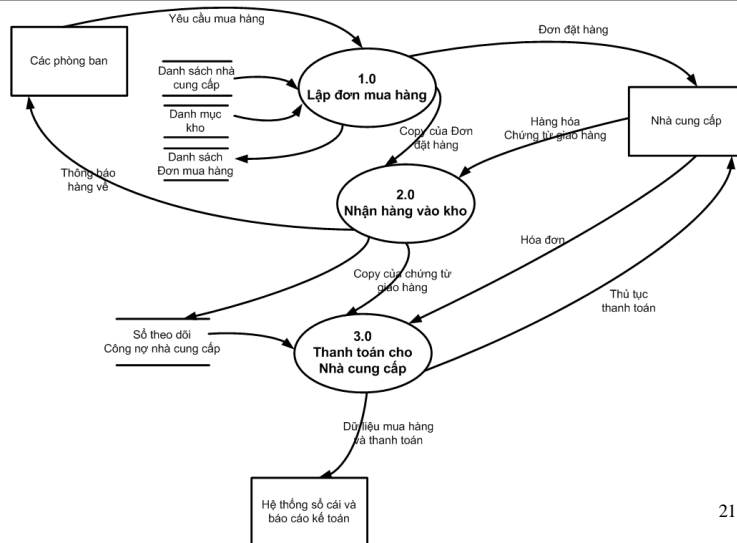 Yêu cầu mua hàng
Đơn đặt hàng
Các phòng ban
Danh sách nhà
cung cấp
1.0
Lập đơn mua hàng
Danh mục
kho
Hàng hóa
Chứng từ giao hàng
Nhà cung cấp
Copy của Đơn
đặt hàng
Danh sách
Đơn mua hàng
Thông báo
hàng về
2.0
Nhận hàng vào kho
Hóa đơn
Copy của chứng từ
giao hàng
Thủ tục
thanh toán
Sổ theo dõi
Công nợ nhà cung cấp
3.0
Thanh toán cho
Nhà cung cấp
Dữ liệu mua hàng
và thanh toán
Hệ thống sổ cái và
báo cáo kế toán
21